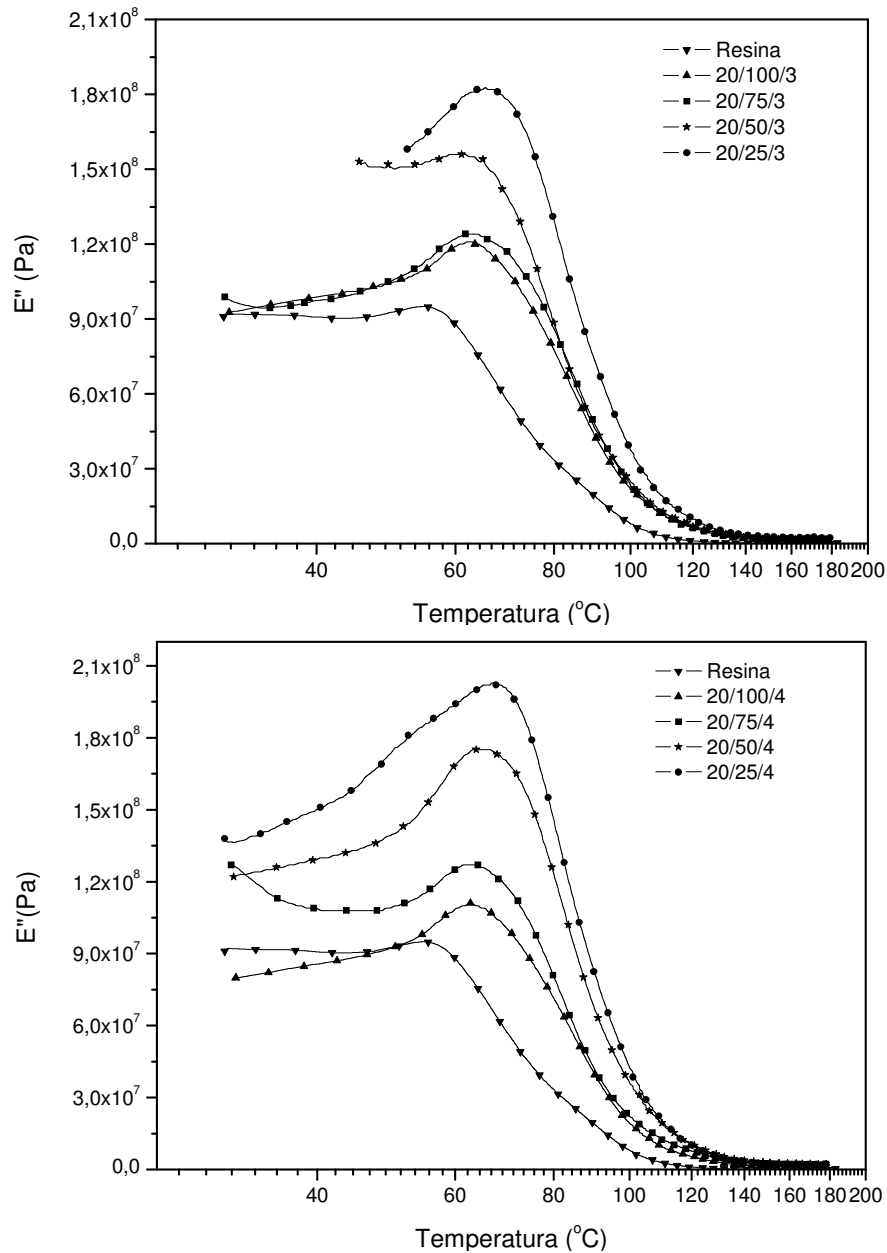 2,1x10⁸
1,8x10⁸
1,5x10⁸
1,2x10⁸
9,0x10⁷
6,0x10⁷
3,0x10⁷
0,0
E" (Pa)
Resina
20/100/3
20/75/3
20/50/3
20/25/3
40 60 80 100 120 140 160 180 200
Temperatura (°C)
2,1x10⁸
1,8x10⁸
1,5x10⁸
1,2x10⁸
9,0x10⁷
6,0x10⁷
3,0x10⁷
0,0
E"(Pa)
Resina
20/100/4
20/75/4
20/50/4
20/25/4
40 60 80 100 120 140 160 180 200
Temperatura (°C)